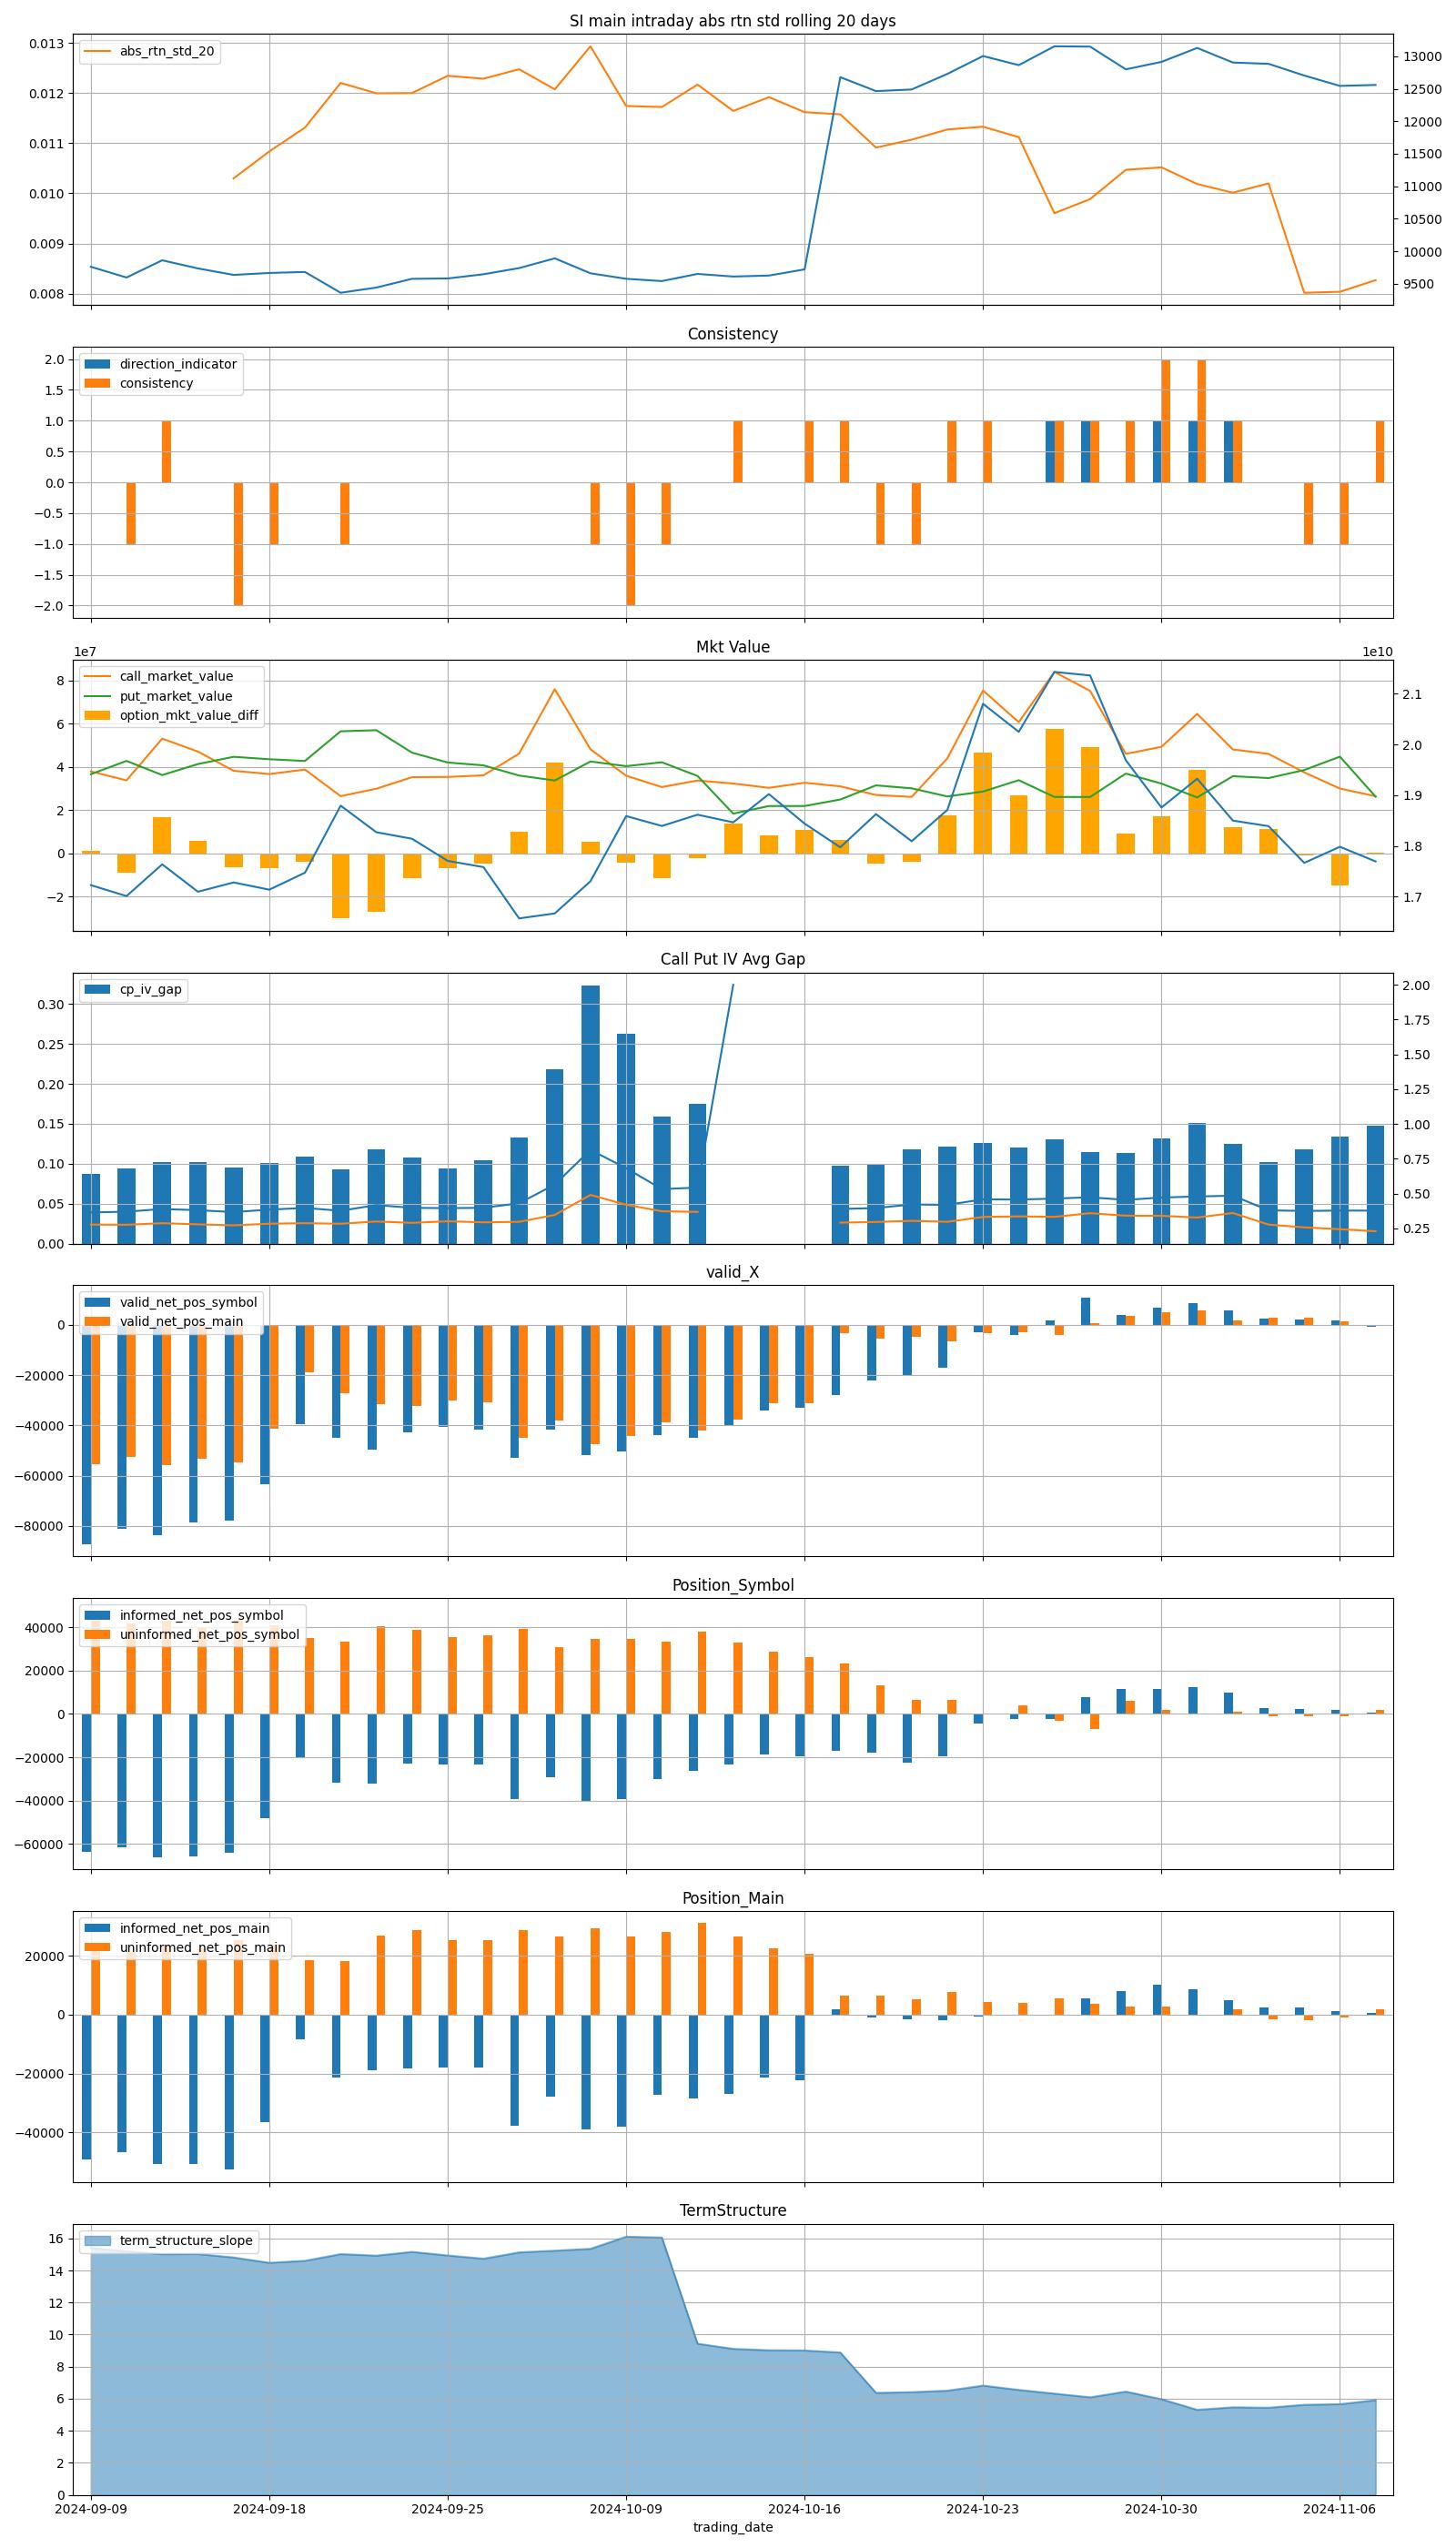 SI main intraday abs rtn std rolling 20 days
abs_rtn_std_20
0.013
0.012
0.011
0.010
0.009
0.008
13000
12500
12000
11500
11000
10500
10000
9500
Consistency
direction_indicator
consistency
2.0
1.5
1.0
0.5
0.0
−0.5
−1.0
−1.5
−2.0
Mkt Value
1e7
1e10
call_market_value
put_market_value
option_mkt_value_diff
8
6
4
2
0
−2
2.1
2.0
1.9
1.8
1.7
Call Put IV Avg Gap
cp_iv_gap
0.30
0.25
0.20
0.15
0.10
0.05
0.00
2.00
1.75
1.50
1.25
1.00
0.75
0.50
0.25
valid_X
valid_net_pos_symbol
valid_net_pos_main
0
−20000
−40000
−60000
−80000
Position_Symbol
informed_net_pos_symbol
uninformed_net_pos_symbol
40000
20000
0
−20000
−40000
−60000
Position_Main
informed_net_pos_main
uninformed_net_pos_main
20000
0
−20000
−40000
TermStructure
term_structure_slope
16
14
12
10
8
6
4
2
0
2024-09-09 2024-09-18 2024-09-25 2024-10-09 2024-10-16 2024-10-23 2024-10-30 2024-11-06
trading_date